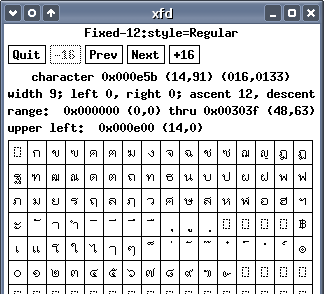 xfd
Fixed-12:style=Regular
Quit -16 Prev Next +16
character 0x000e5b (14,91) (016,0133)
width 9; left 0, right 0; ascent 12, descent
range: 0x000000 (0,0) thru 0x00303f (48,63)
upper left: 0x000e00 (14,0)
ก ข ฃ ค ฅ ฆ ง จ ฉ ช ซ ฌ ญ ฎ ฏ
ฐ ฑ ฒ ณ ด ต ถ ท ธ น บ ป ผ ฝ พ ฟ
ภ ม ย ร ฤ ล ฦ ว ศ ษ ส ห ฬ อ ฮ ฯ
ะ ั า ำ ิ ี ึ ื ุ ู ฺ ฿
เ แ โ ใ ไ ๅ ๆ ็ ่ ้ ๊ ๋ ์ ํ ๎ ๏
๐ ๑ ๒ ๓ ๔ ๕ ๖ ๗ ๘ ๙ ๚ ๛